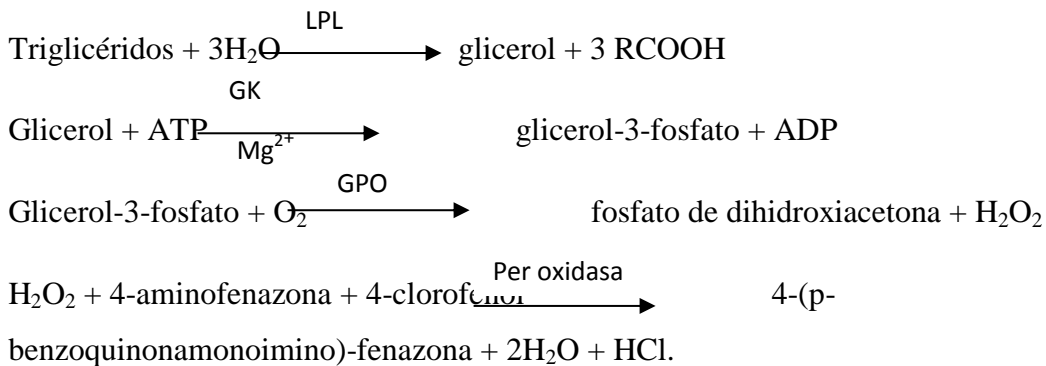 LPL
Triglicéridos + 3H₂O glicerol + 3 RCOOH
GK
Glicerol + ATP glicerol-3-fosfato + ADP
Mg²⁺
GPO
Glicerol-3-fosfato + O₂ fosfato de dihidroxiacetona + H₂O₂
Per oxidasa
H₂O₂ + 4-aminofenazona + 4-clorofenol 4-(p-
benzoquinonamonoimino)-fenazona + 2H₂O + HCl.